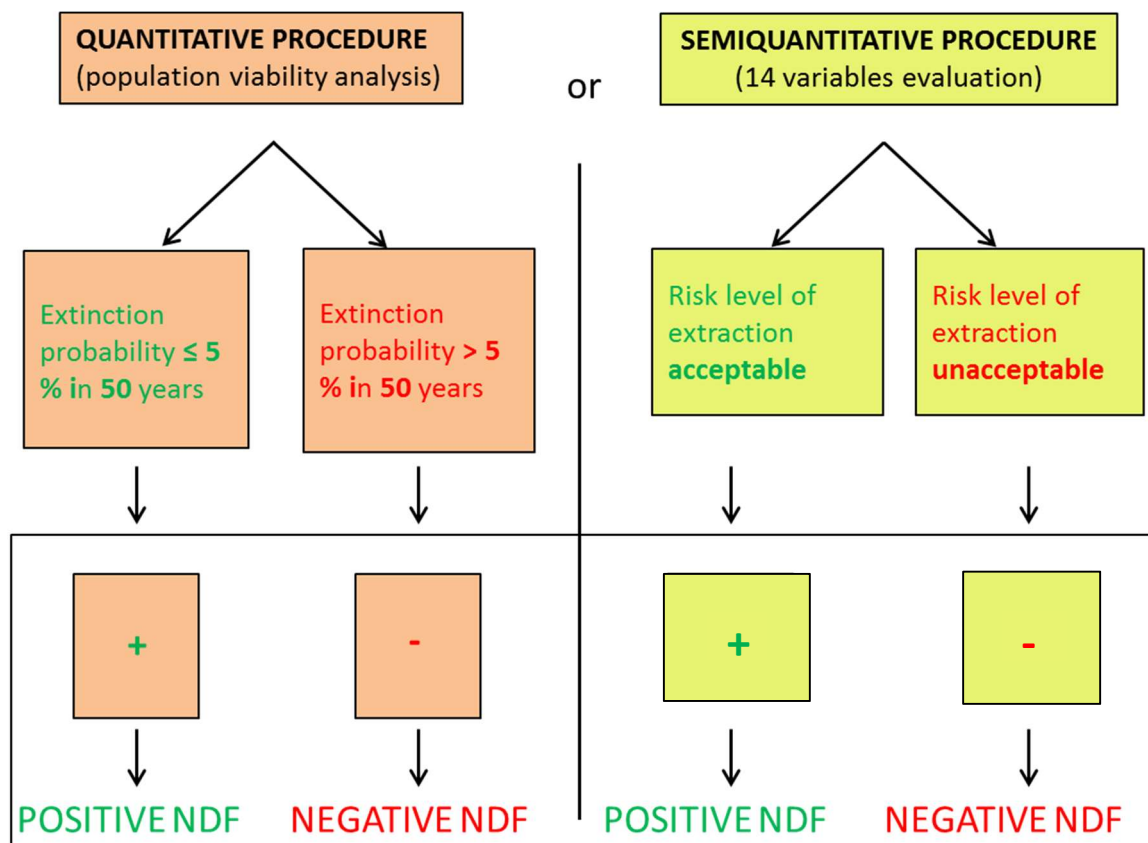 QUANTITATIVE PROCEDURE
(population viability analysis)
or
SEMIQUANTITATIVE PROCEDURE
(14 variables evaluation)
Extinction
probability ≤ 5
% in 50 years
Extinction
probability > 5
% in 50 years
Risk level of
extraction
acceptable
Risk level of
extraction
unacceptable
+
-
+
-
POSITIVE NDF
NEGATIVE NDF
POSITIVE NDF
NEGATIVE NDF